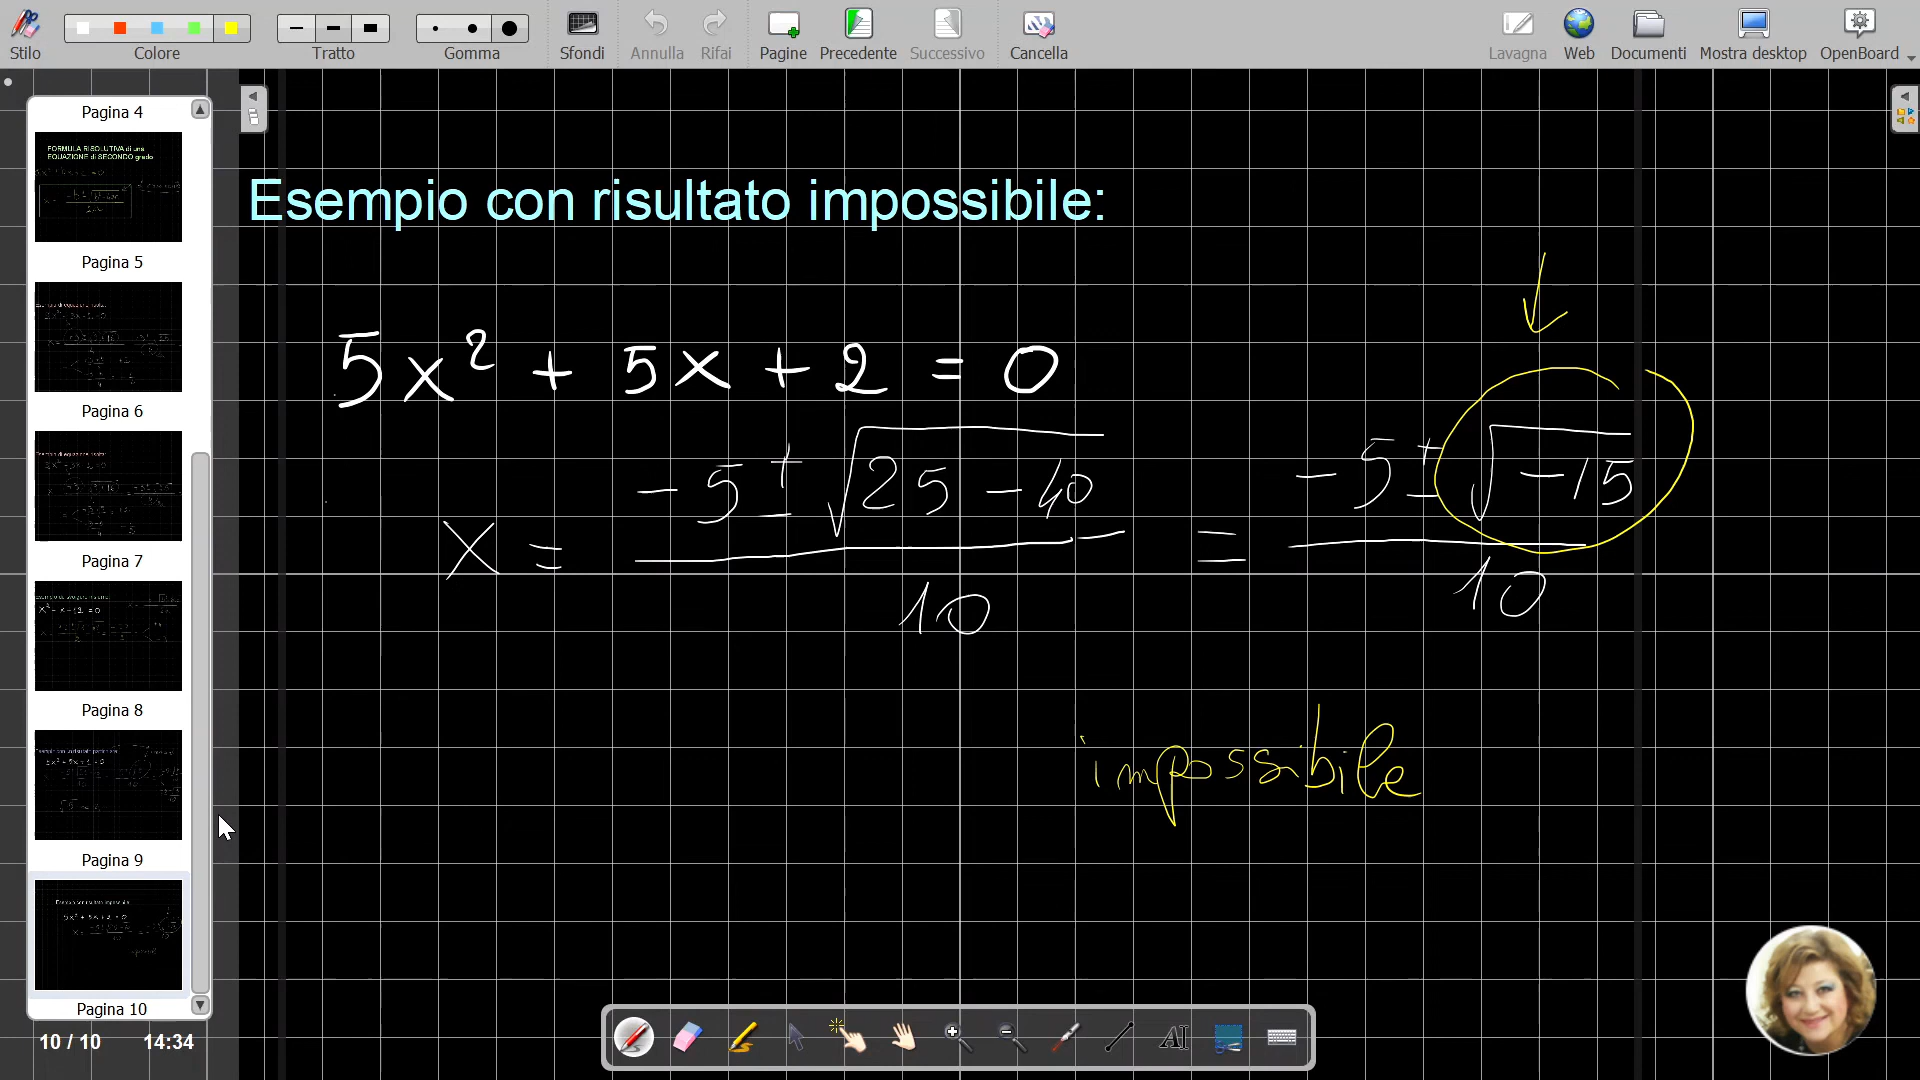 Stilo Colore Tratto Gomma Sfondi Annulla Rifai Pagine Precedente Successivo Cancella Lavagna Web Documenti Mostra desktop OpenBoard
Pagina 4
FORMULA RISOLUTIVA di una
EQUAZIONE di SECONDO grado
Pagina 5
Pagina 6
Pagina 7
x² - x - 12 = 0
Pagina 8
Pagina 9
Pagina 10
10 / 10 14:34
Esempio con risultato impossibile:
5x² + 5x + 2 = 0
x = (-5 ± √(25 - 40)) / 10 = (-5 ± √(-15)) / 10
impossibile